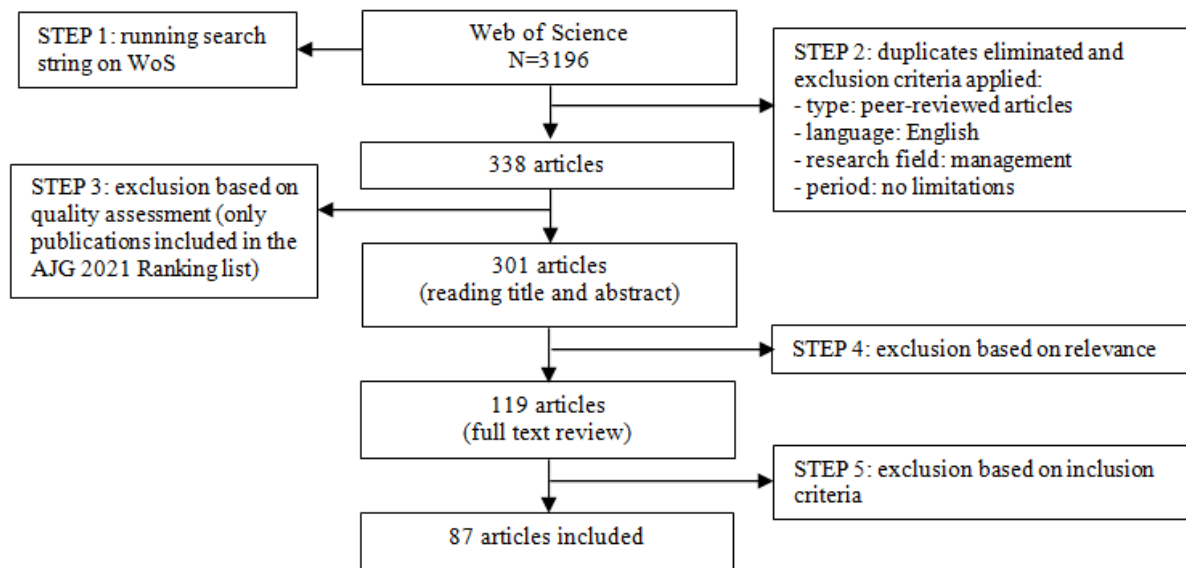 STEP 1: running search
string on WoS
Web of Science
N=3196
STEP 2: duplicates eliminated and
exclusion criteria applied:
- type: peer-reviewed articles
- language: English
- research field: management
- period: no limitations
338 articles
STEP 3: exclusion based on
quality assessment (only
publications included in the
AJG 2021 Ranking list)
301 articles
(reading title and abstract)
STEP 4: exclusion based on relevance
119 articles
(full text review)
STEP 5: exclusion based on inclusion
criteria
87 articles included